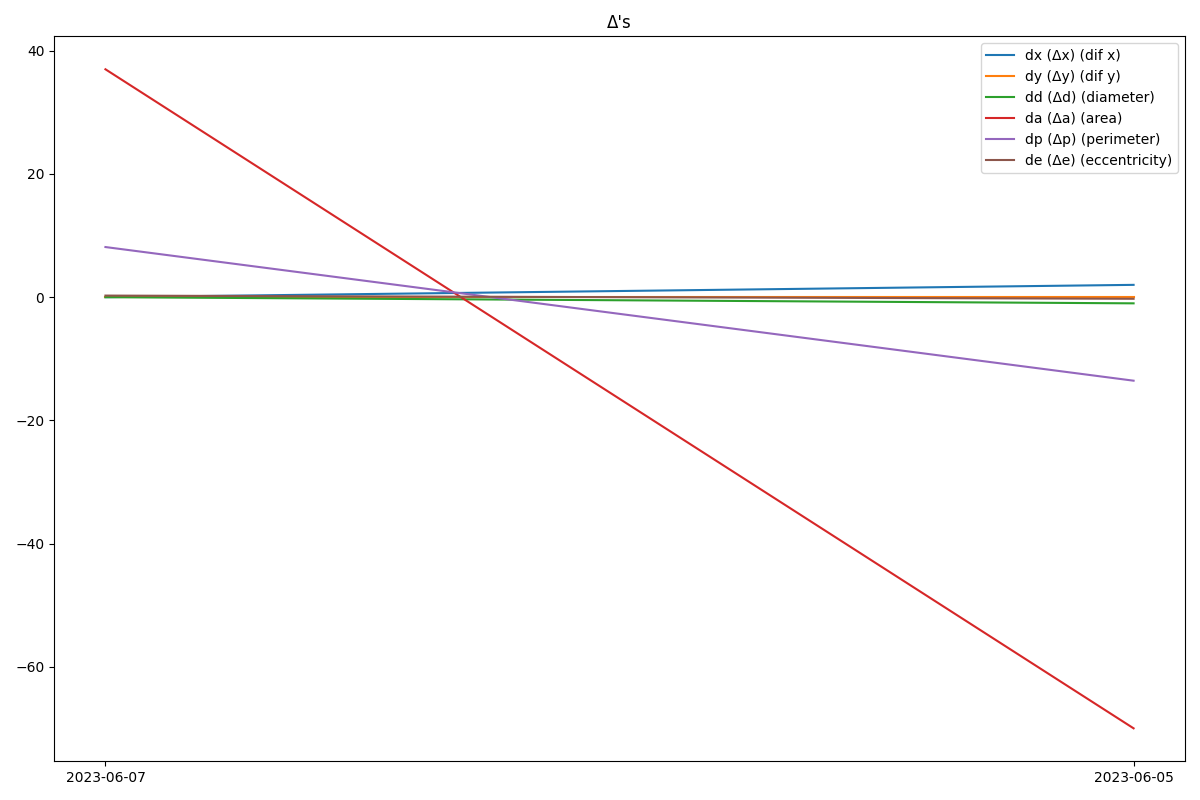 Δ's
dx (Δx) (dif x)
dy (Δy) (dif y)
dd (Δd) (diameter)
da (Δa) (area)
dp (Δp) (perimeter)
de (Δe) (eccentricity)
40
20
0
−20
−40
−60
2023-06-07
2023-06-05